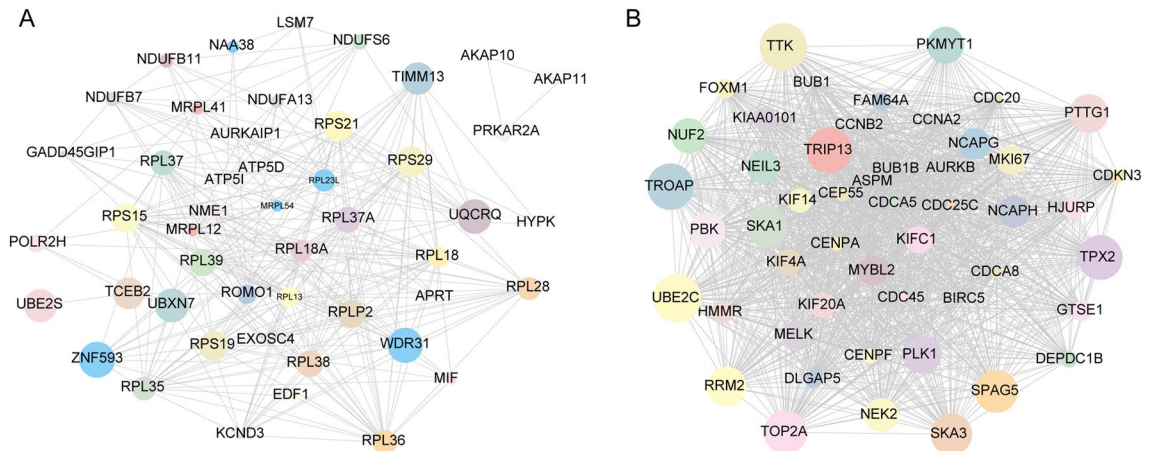 A
LSM7
NAA38
NDUFS6
NDUFB11
TIMM13
AKAP10
AKAP11
NDUFB7
MRPL41
NDUFA13
RPS21
PRKAR2A
AURKAIP1
GADD45GIP1
RPL37
ATP5D
RPS29
ATP5I
RPL23L
MRPL54
NME1
RPS15
RPL37A
UQCRQ
HYPK
MRPL12
POLR2H
RPL18A
RPL18
RPL39
TCEB2
UBXN7
ROMO1
RPL13
APRT
RPL28
UBE2S
RPLP2
RPS19
EXOSC4
WDR31
ZNF593
RPL38
RPL35
EDF1
MIF
KCND3
RPL36
B
TTK
PKMYT1
BUB1
FOXM1
FAM64A
CDC20
KIAA0101
CCNB2
CCNA2
PTTG1
NUF2
TRIP13
NCAPG
NEIL3
BUB1B
AURKB
MKI67
CDKN3
TROAP
ASPM
CEP55
KIF14
CDCA5
CDC25C
NCAPH
HJURP
PBK
SKA1
CENPA
KIFC1
KIF4A
MYBL2
CDCA8
TPX2
UBE2C
HMMR
KIF20A
CDC45
BIRC5
GTSE1
MELK
CENPF
PLK1
DEPDC1B
RRM2
DLGAP5
SPAG5
NEK2
TOP2A
SKA3